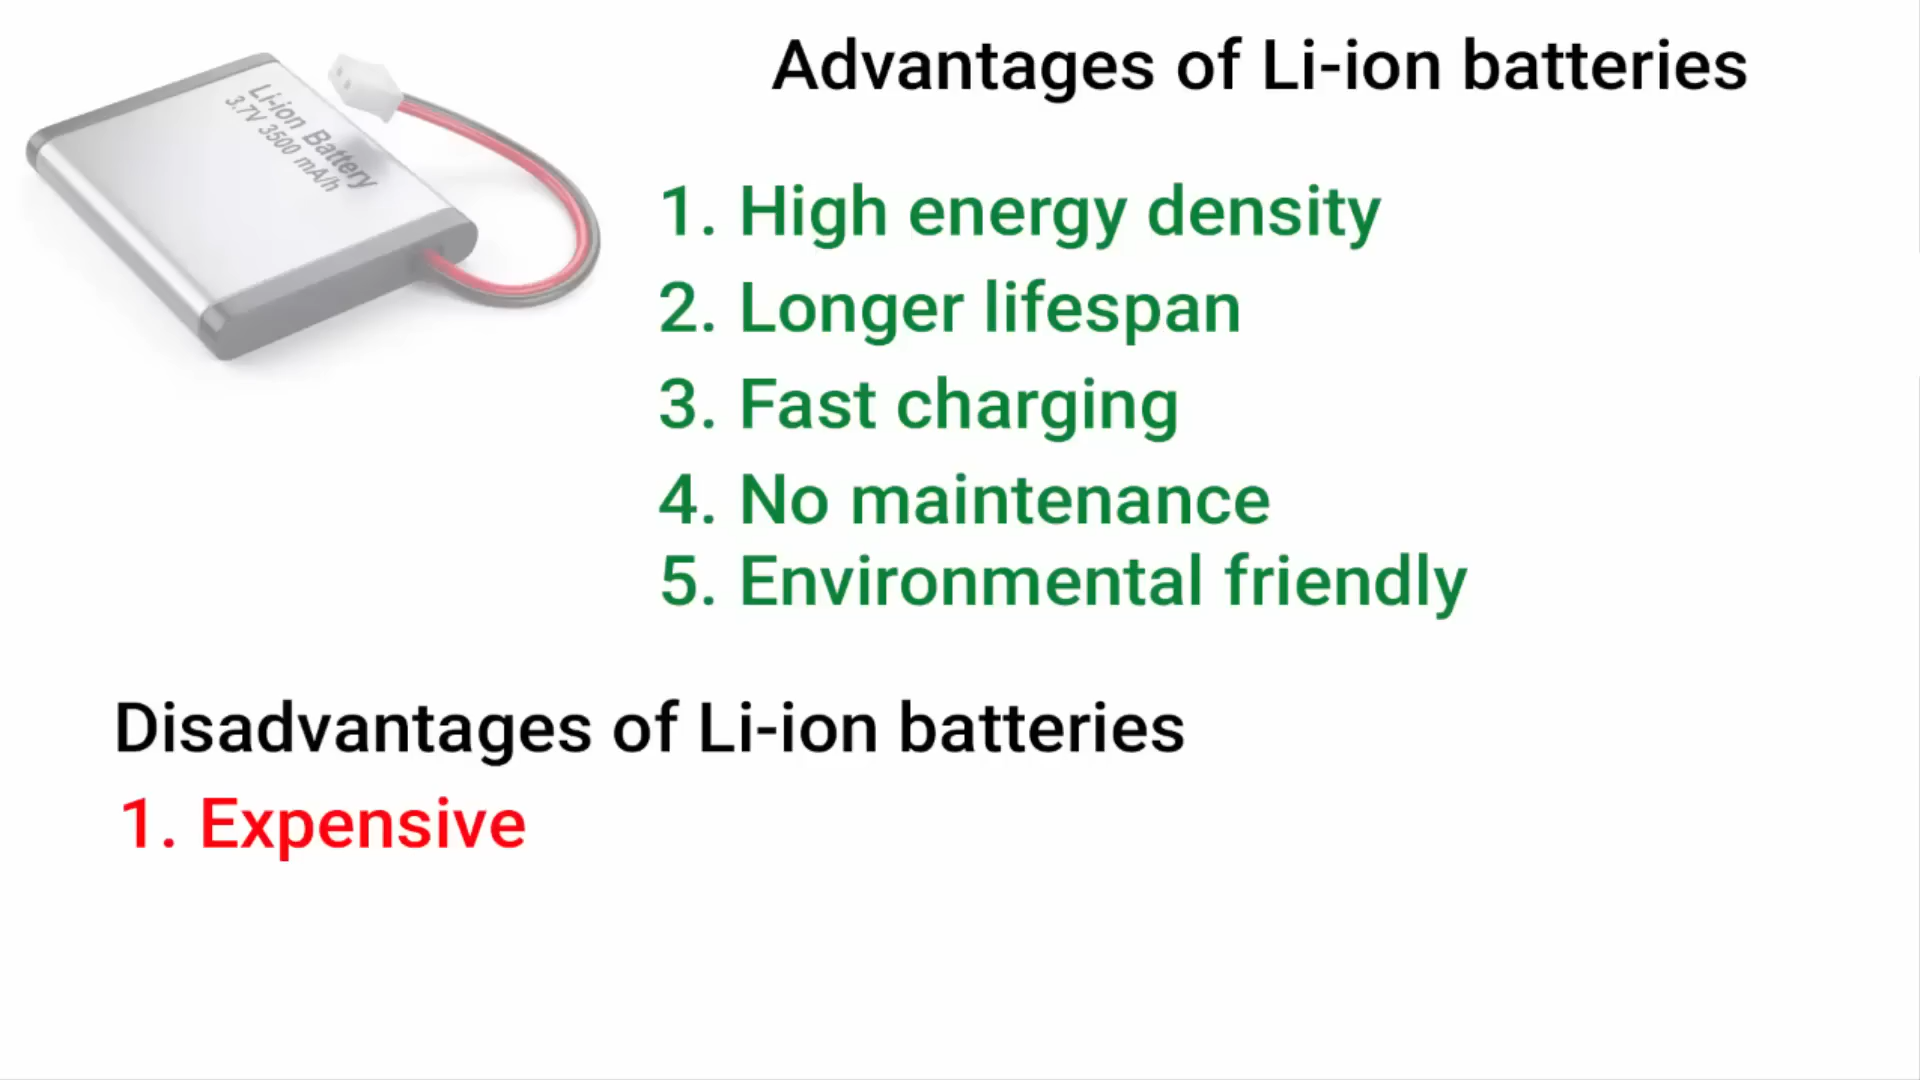 Li-ion Battery
3.7V 3500 mA/h
Advantages of Li-ion batteries
1. High energy density
2. Longer lifespan
3. Fast charging
4. No maintenance
5. Environmental friendly
Disadvantages of Li-ion batteries
1. Expensive